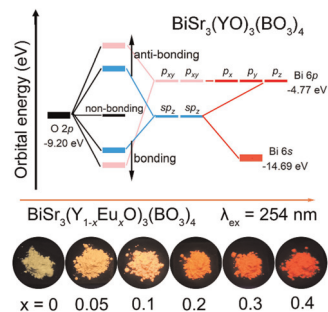 BiSr₃(YO)₃(BO₃)₄
Orbital energy (eV)
anti-bonding
pxy pxy px py pz
Bi 6p
-4.77 eV
non-bonding
spz spz
O 2p
-9.20 eV
bonding
Bi 6s
-14.69 eV
BiSr₃(Y₁₋ₓEuₓO)₃(BO₃)₄ λex = 254 nm
x = 0 0.05 0.1 0.2 0.3 0.4